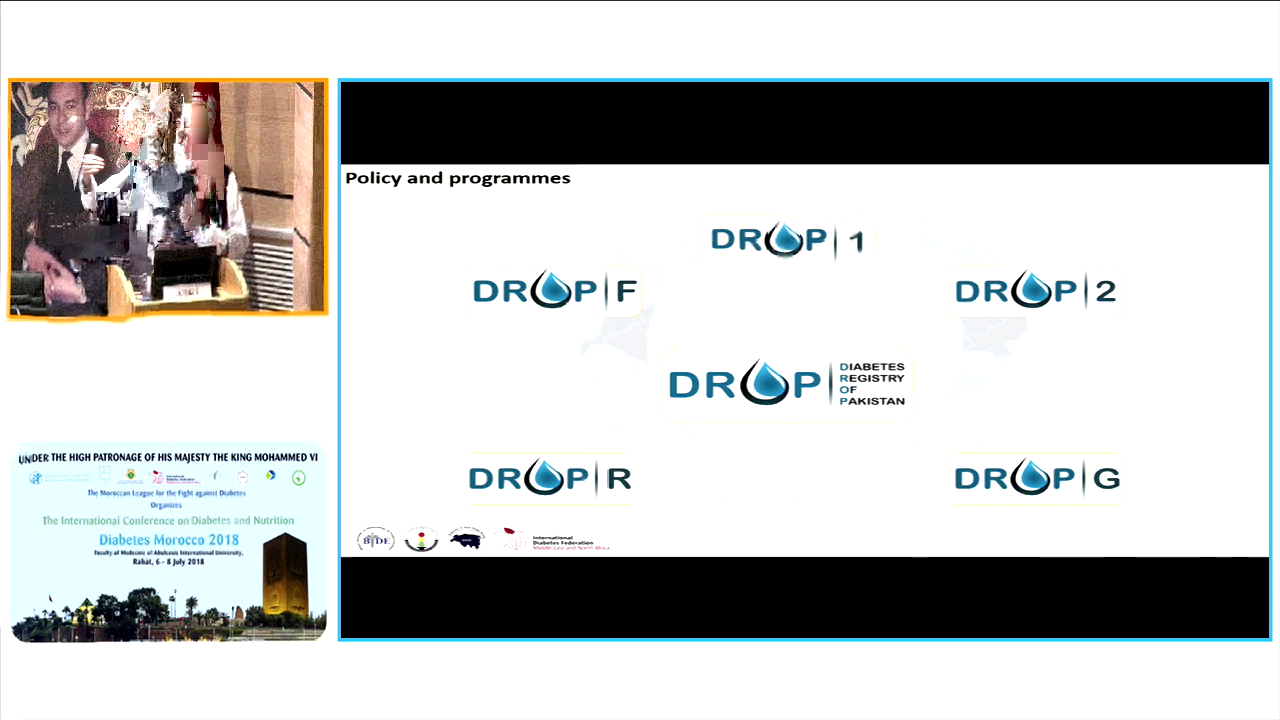 Policy and programmes
DROP | 1
DROP | F
DROP | 2
DROP | DIABETES
REGISTRY
OF
PAKISTAN
DROP | R
DROP | G
BIDE
International
Diabetes Federation
Middle East and North Africa
UNDER THE HIGH PATRONAGE OF HIS MAJESTY THE KING MOHAMMED VI
The Moroccan League for the Fight against Diabetes
Organizes
The International Conference on Diabetes and Nutrition
Diabetes Morocco 2018
Faculty of Medecine of Abulcasis International University,
Rabat, 6 - 8 July 2018